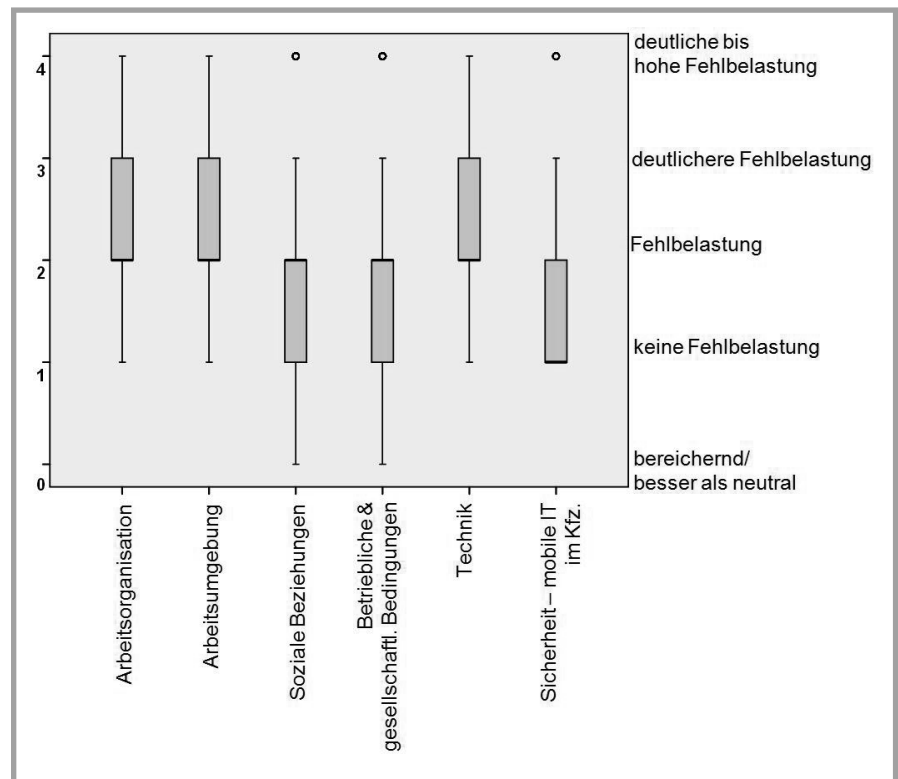 4
3
2
1
0
deutliche bis
hohe Fehlbelastung
deutlichere Fehlbelastung
Fehlbelastung
keine Fehlbelastung
bereichernd/
besser als neutral
Arbeitsorganisation
Arbeitsumgebung
Soziale Beziehungen
Betriebliche &
gesellschaftl. Bedingungen
Technik
Sicherheit – mobile IT
im Kfz.